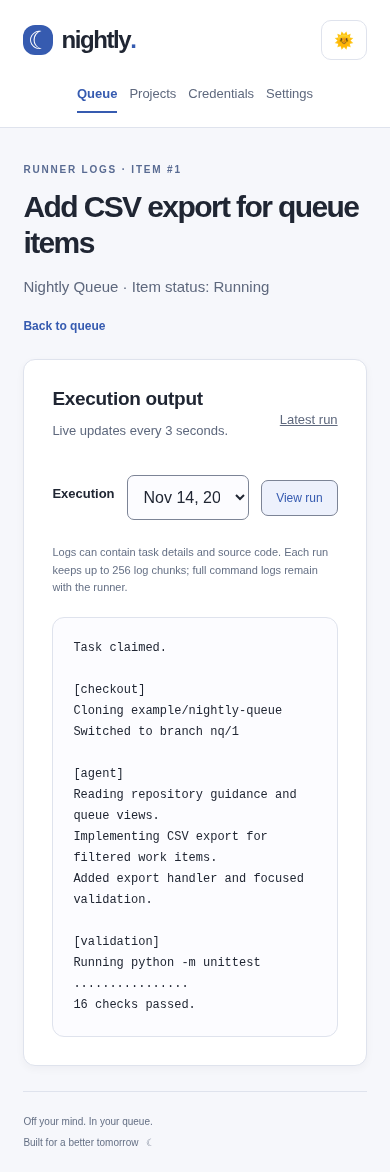 nightly.
Queue Projects Credentials Settings
RUNNER LOGS · ITEM #1
Add CSV export for queue
items
Nightly Queue · Item status: Running
Back to queue
Execution output
Live updates every 3 seconds.
Latest run
Execution
Nov 14, 20
View run
Logs can contain task details and source code. Each run
keeps up to 256 log chunks; full command logs remain
with the runner.
Task claimed.
[checkout]
Cloning example/nightly-queue
Switched to branch nq/1
[agent]
Reading repository guidance and
queue views.
Implementing CSV export for
filtered work items.
Added export handler and focused
validation.
[validation]
Running python -m unittest
................
16 checks passed.
Off your mind. In your queue.
Built for a better tomorrow ☾